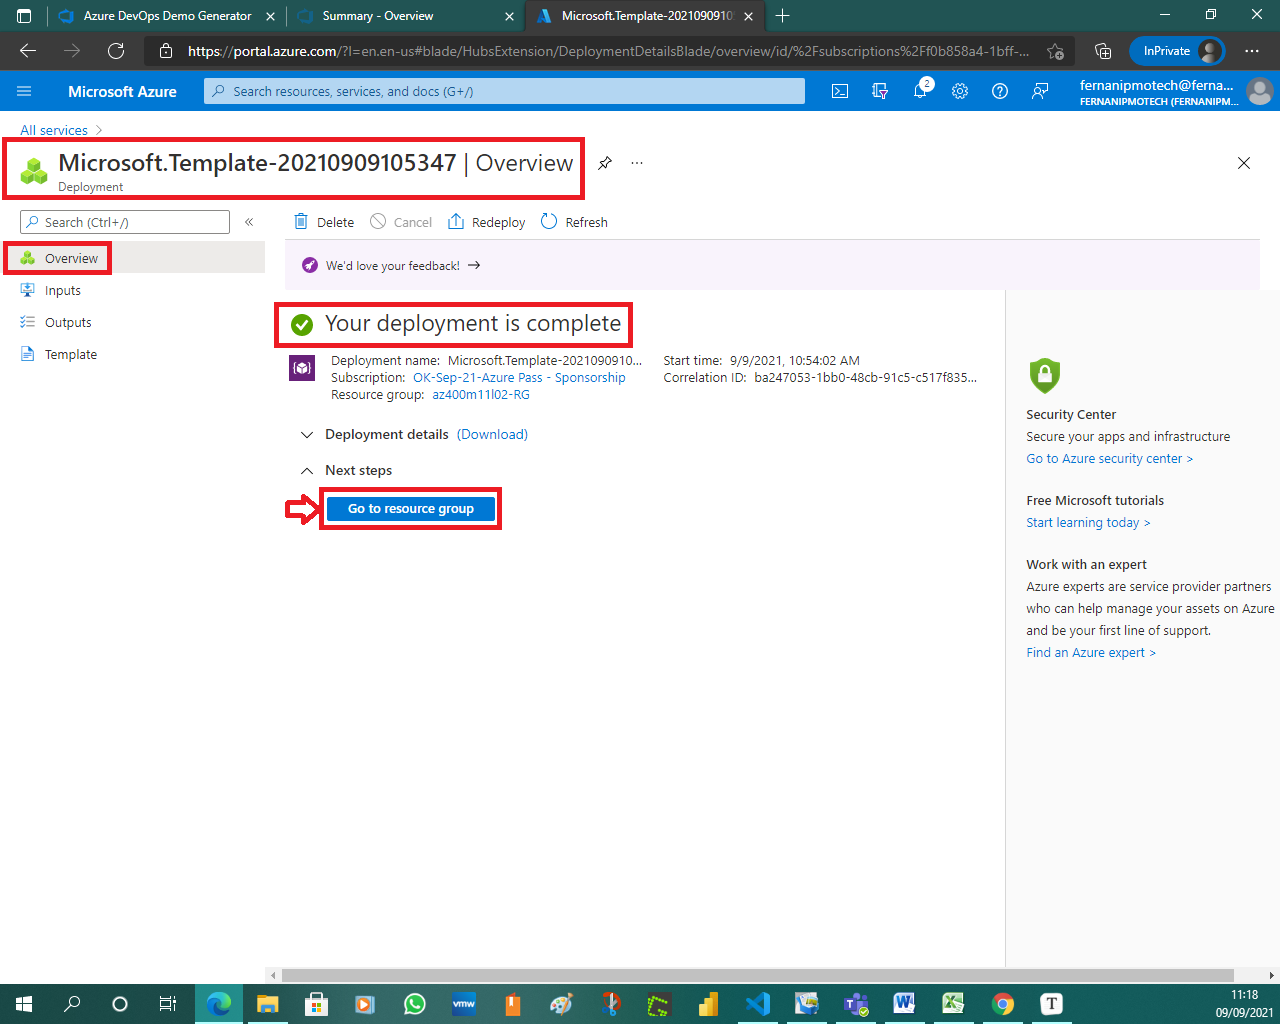 Azure DevOps Demo Generator
Summary - Overview
Microsoft.Template-2021090910
https://portal.azure.com/?l=en.en-us#blade/HubsExtension/DeploymentDetailsBlade/overview/id/%2Fsubscriptions%2Ff0b858a4-1bff-...
InPrivate
Microsoft Azure
Search resources, services, and docs (G+/)
2
fernanipmotech@ferna...
FERNANIPMOTECH (FERNANIPM...
All services
Microsoft.Template-20210909105347 | Overview
Deployment
Search (Ctrl+/)
Delete
Cancel
Redeploy
Refresh
Overview
Inputs
Outputs
Template
We'd love your feedback! →
Your deployment is complete
Deployment name: Microsoft.Template-2021090910...
Subscription: OK-Sep-21-Azure Pass - Sponsorship
Resource group: az400m11l02-RG
Start time: 9/9/2021, 10:54:02 AM
Correlation ID: ba247053-1bb0-48cb-91c5-c517f835...
Deployment details (Download)
Next steps
Go to resource group
Security Center
Secure your apps and infrastructure
Go to Azure security center >
Free Microsoft tutorials
Start learning today >
Work with an expert
Azure experts are service provider partners
who can help manage your assets on Azure
and be your first line of support.
Find an Azure expert >
vmw
T
11:18
09/09/2021